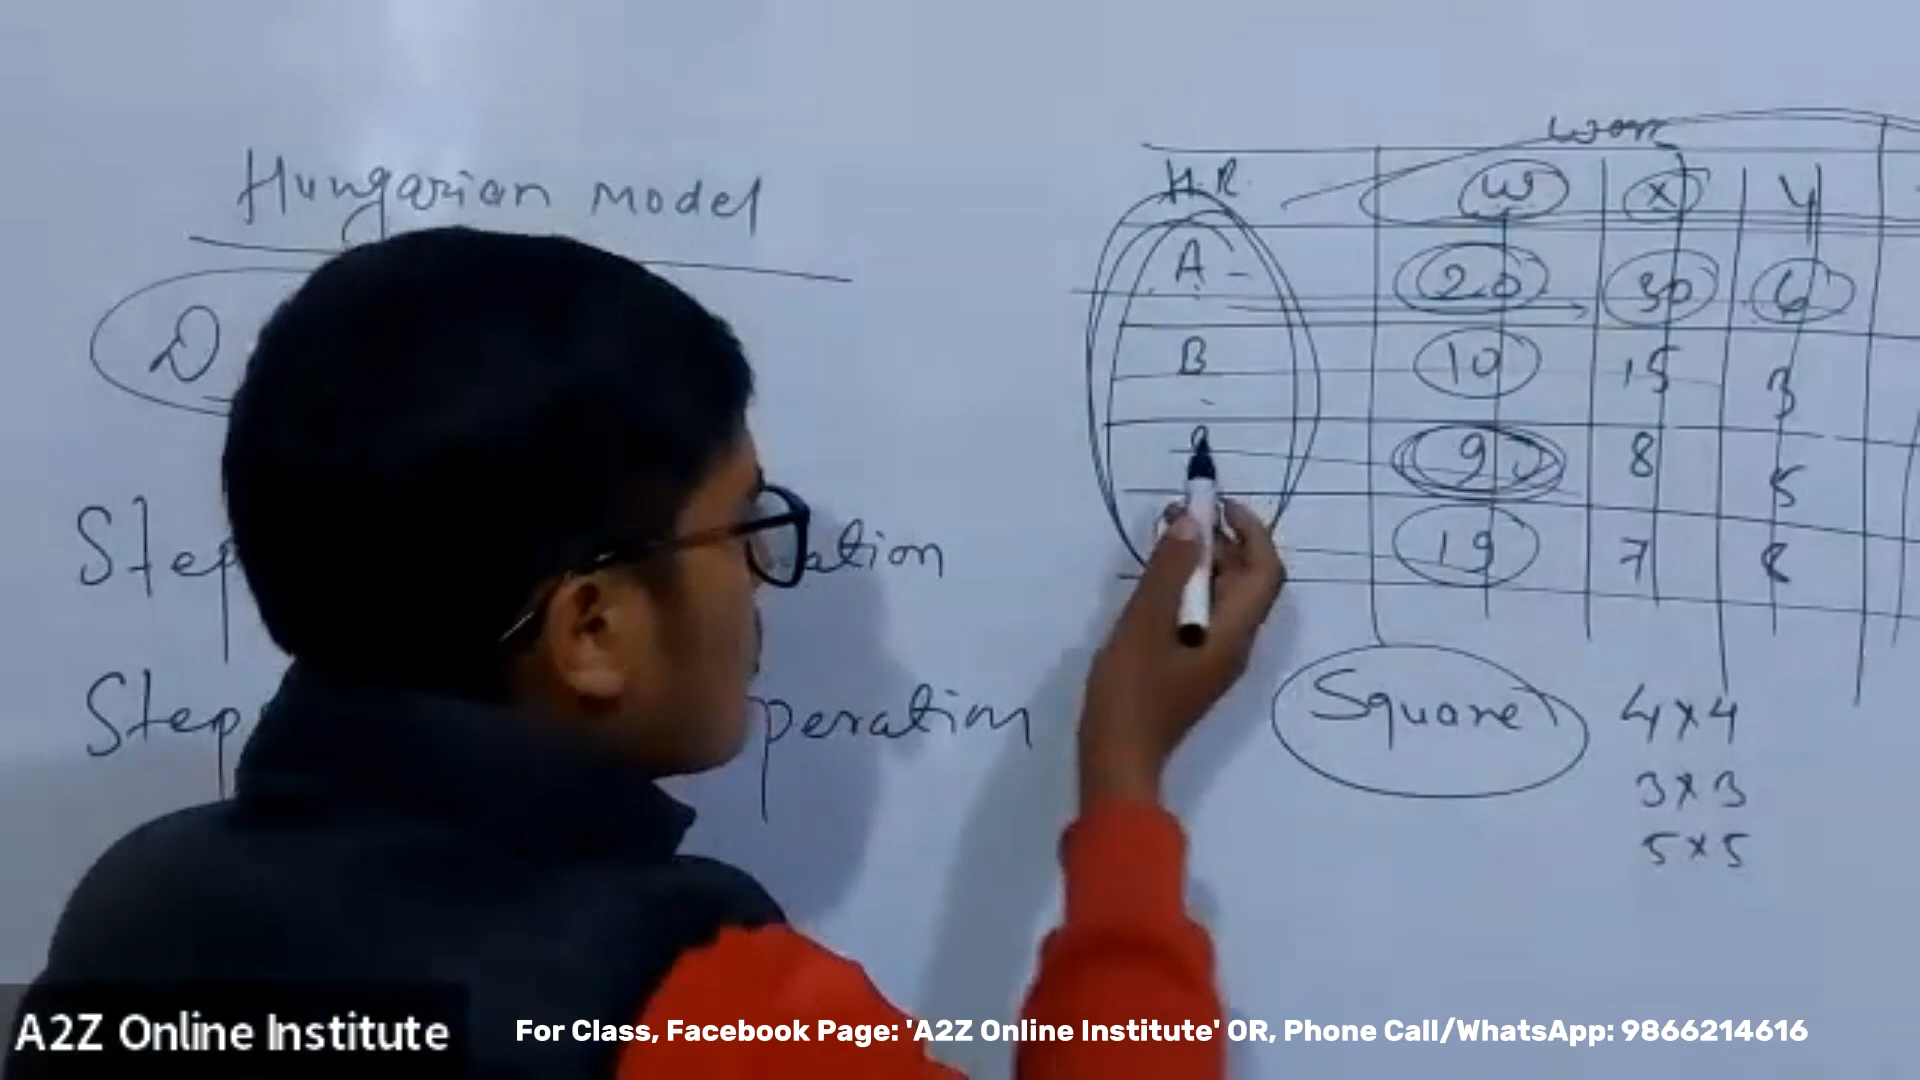 Hungarian model
Step ation
Step peration
work
H.R. W X Y
A 20 30 6
B 10 15 3
9 8 5
19 7 8
Square 4x4
3x3
5x5
A2Z Online Institute
For Class, Facebook Page: 'A2Z Online Institute' OR, Phone Call/WhatsApp: 9866214616